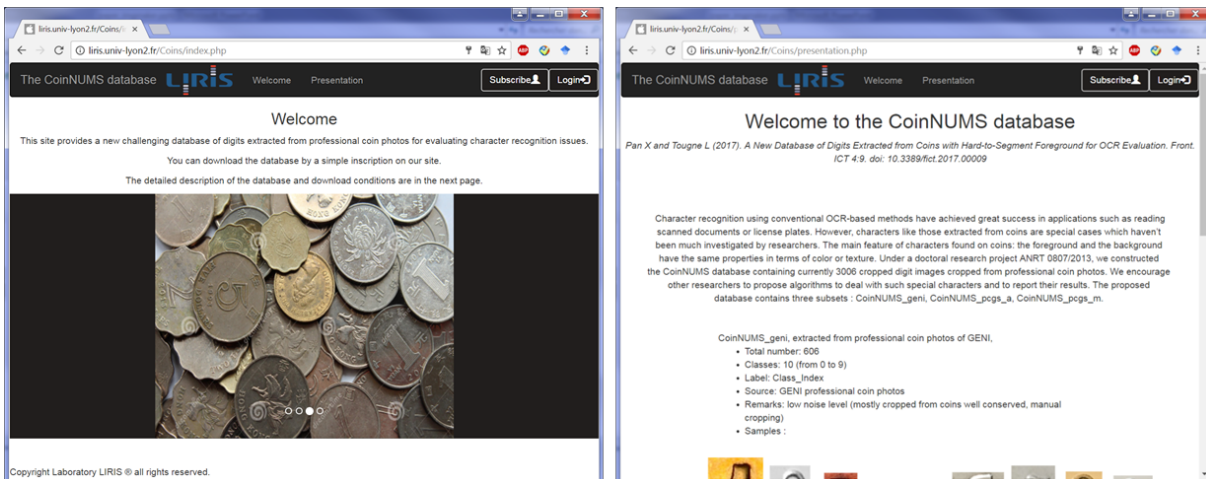 liris.univ-lyon2.fr/Coins/
liris.univ-lyon2.fr/Coins/index.php
The CoinNUMS database LIRIS Welcome Presentation Subscribe Login
Welcome
This site provides a new challenging database of digits extracted from professional coin photos for evaluating character recognition issues.
You can download the database by a simple inscription on our site.
The detailed description of the database and download conditions are in the next page.
HONG KONG
5
1
Copyright Laboratory LIRIS ® all rights reserved.
liris.univ-lyon2.fr/Coins/
liris.univ-lyon2.fr/Coins/presentation.php
The CoinNUMS database LIRIS Welcome Presentation Subscribe Login
Welcome to the CoinNUMS database
Pan X and Tougne L (2017). A New Database of Digits Extracted from Coins with Hard-to-Segment Foreground for OCR Evaluation. Front.
ICT 4:9. doi: 10.3389/fict.2017.00009
Character recognition using conventional OCR-based methods have achieved great success in applications such as reading
scanned documents or license plates. However, characters like those extracted from coins are special cases which haven't
been much investigated by researchers. The main feature of characters found on coins: the foreground and the background
have the same properties in terms of color or texture. Under a doctoral research project ANRT 0807/2013, we constructed
the CoinNUMS database containing currently 3006 cropped digit images cropped from professional coin photos. We encourage
other researchers to propose algorithms to deal with such special characters and to report their results. The proposed
database contains three subsets : CoinNUMS_geni, CoinNUMS_pcgs_a, CoinNUMS_pcgs_m.
CoinNUMS_geni, extracted from professional coin photos of GENI,
• Total number: 606
• Classes: 10 (from 0 to 9)
• Label: Class_Index
• Source: GENI professional coin photos
• Remarks: low noise level (mostly cropped from coins well conserved, manual
cropping)
• Samples :